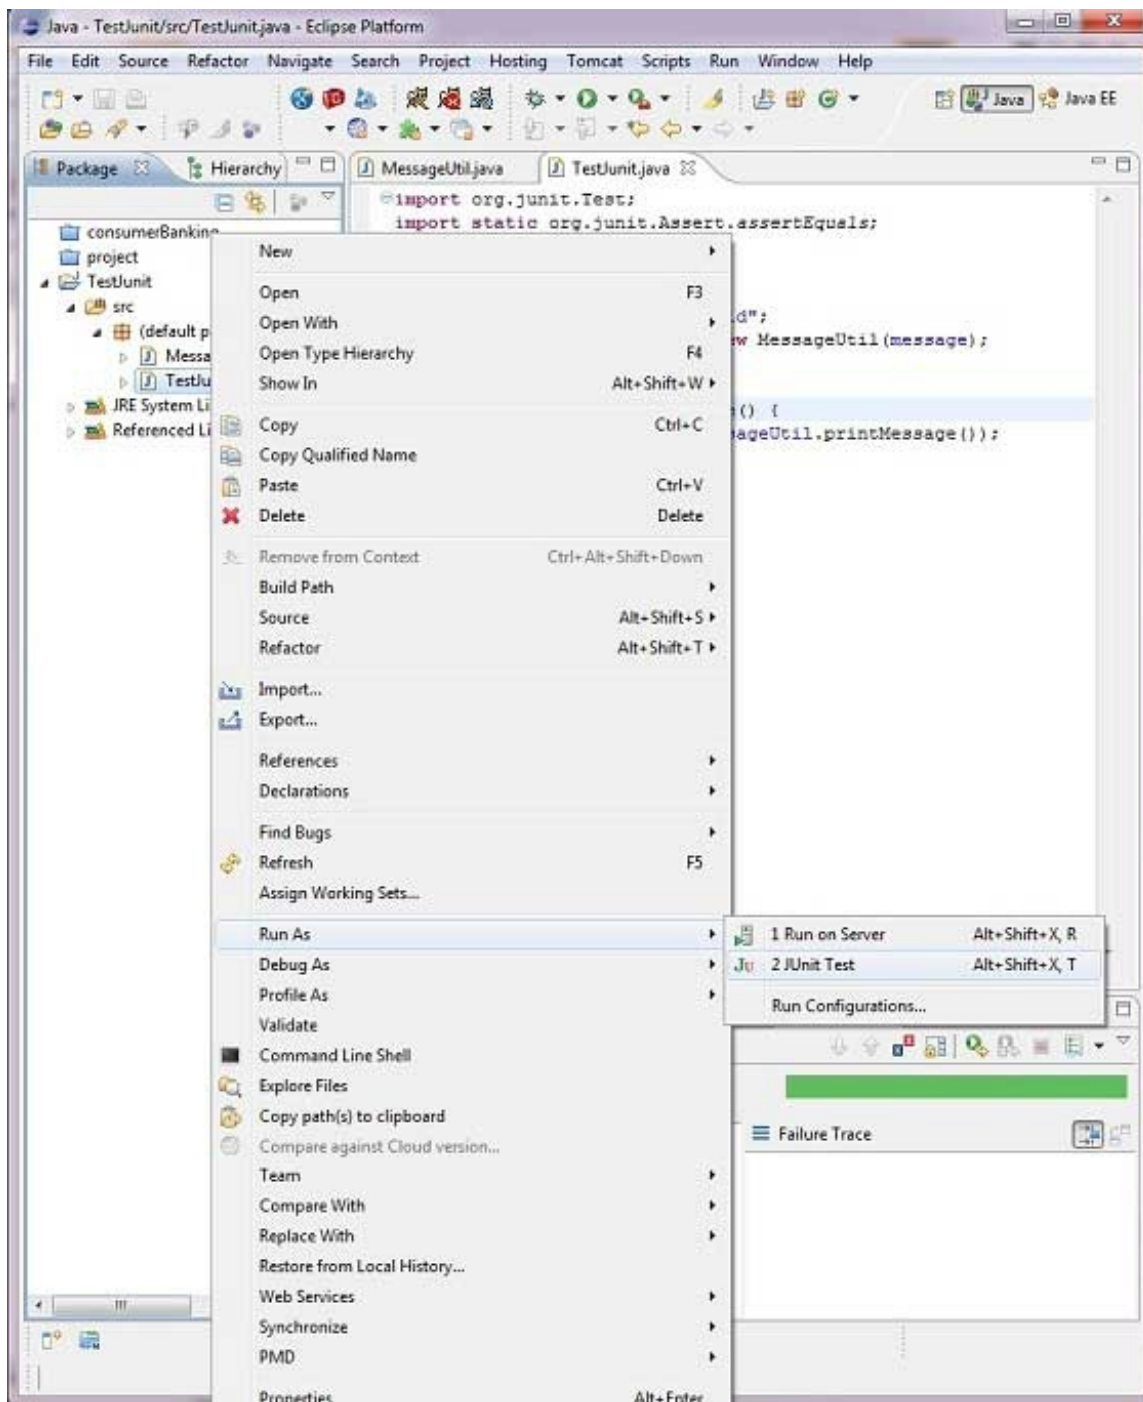 Java - TestJunit/src/TestJunit.java - Eclipse Platform
File Edit Source Refactor Navigate Search Project Hosting Tomcat Scripts Run Window Help
Java Java EE
Package Hierarchy MessageUtil.java TestJunit.java
import org.junit.Test;
import static org.junit.Assert.assertEquals;
consumerBanking
project
TestJunit
src
(default p
Messa
TestJu
JRE System Li
Referenced Li
d";
w MessageUtil(message);
() {
ageUtil.printMessage());
New
Open F3
Open With
Open Type Hierarchy F4
Show In Alt+Shift+W
Copy Ctrl+C
Copy Qualified Name
Paste Ctrl+V
Delete Delete
Remove from Context Ctrl+Alt+Shift+Down
Build Path
Source Alt+Shift+S
Refactor Alt+Shift+T
Import...
Export...
References
Declarations
Find Bugs
Refresh F5
Assign Working Sets...
Run As
1 Run on Server Alt+Shift+X, R
Debug As
Ju 2 JUnit Test Alt+Shift+X, T
Profile As
Run Configurations...
Validate
Command Line Shell
Explore Files
Copy path(s) to clipboard
Failure Trace
Compare against Cloud version...
Team
Compare With
Replace With
Restore from Local History...
Web Services
Synchronize
PMD
Properties Alt+Enter